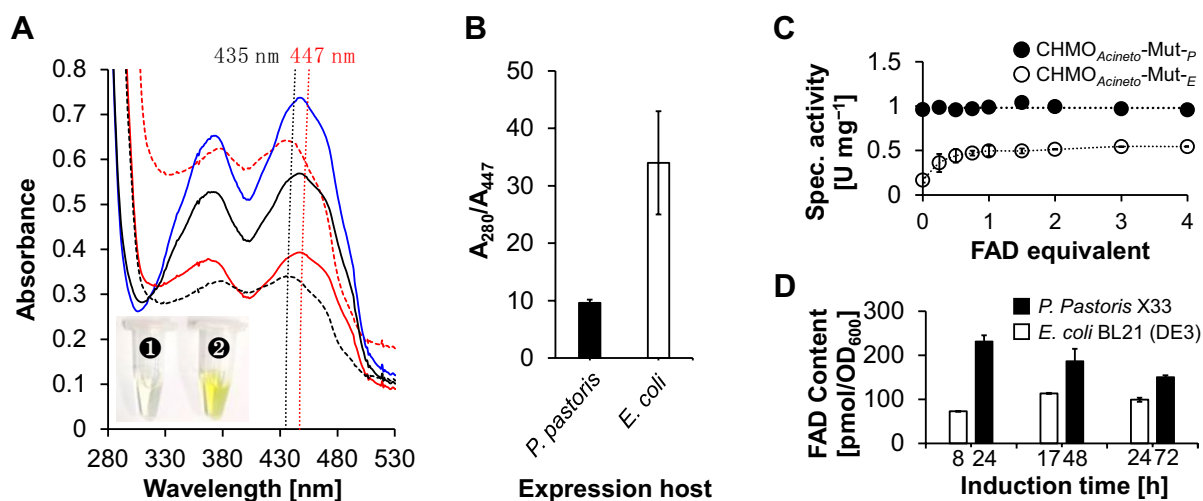 A
435 nm 447 nm
0.8
0.7
0.6
0.5
0.4
0.3
0.2
0.1
0
Absorbance
❶ ❷
280 330 380 430 480 530
Wavelength [nm]
B
50
40
30
20
10
0
A280/A447
P. pastoris
E. coli
Expression host
C
CHMOAcineto-Mut-P
CHMOAcineto-Mut-E
1.5
1
0.5
0
Spec. activity
[U mg−1]
0 1 2 3 4
FAD equivalent
D
P. Pastoris X33
E. coli BL21 (DE3)
300
200
100
0
FAD Content
[pmol/OD600]
8 24 17 48 24 72
Induction time [h]